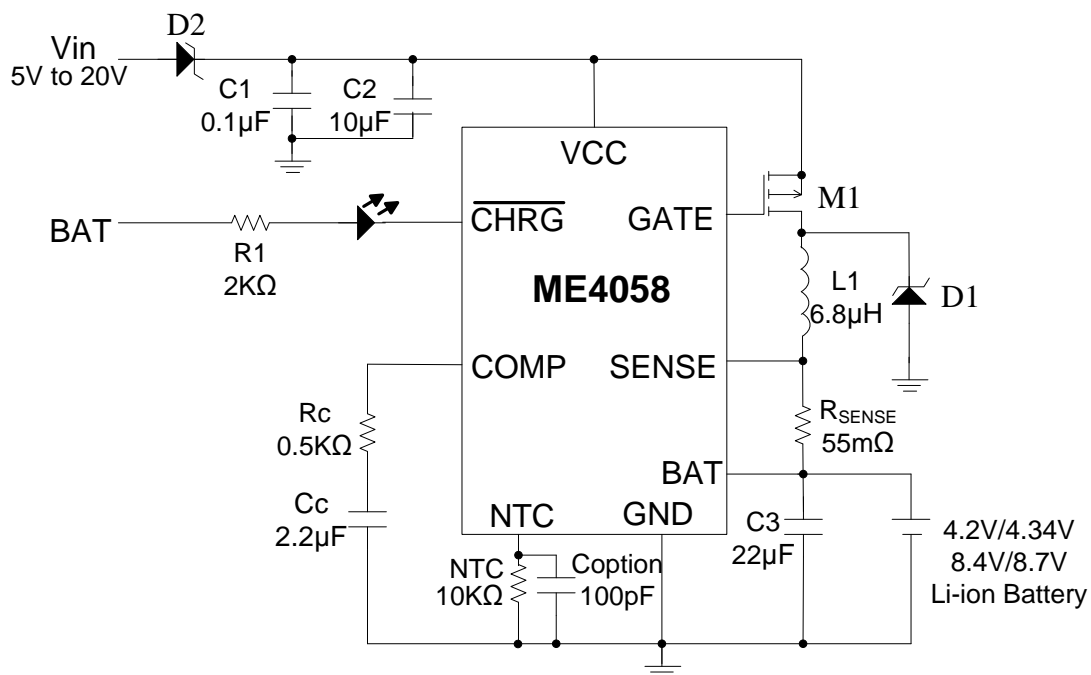 D2
Vin
5V to 20V
C1
0.1µF
C2
10µF
VCC
BAT
R1
2KΩ
CHRG
GATE
M1
ME4058
L1
6.8µH
D1
COMP
SENSE
Rc
0.5KΩ
RSENSE
55mΩ
BAT
Cc
2.2µF
NTC
GND
C3
22µF
4.2V/4.34V
8.4V/8.7V
Li-ion Battery
NTC
10KΩ
Coption
100pF